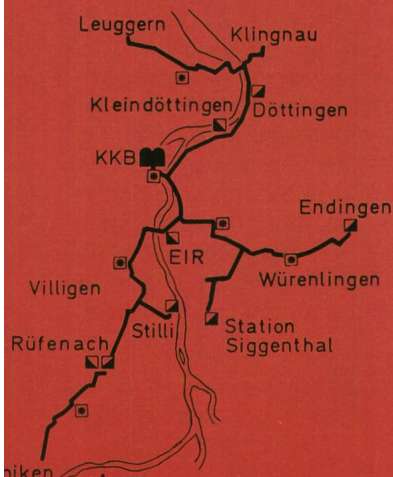 Leuggern
Klingnau
Kleindöttingen
Döttingen
KKB
Endingen
EIR
Würenlingen
Villigen
Stilli
Station
Siggenthal
Rüfenach